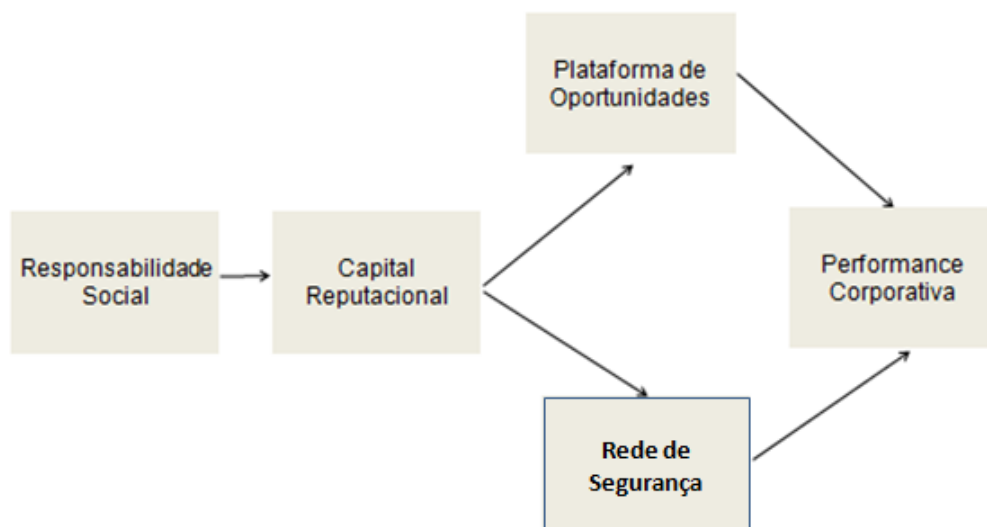 Plataforma de
Oportunidades
Responsabilidade
Social
Capital
Reputacional
Performance
Corporativa
Rede de
Segurança